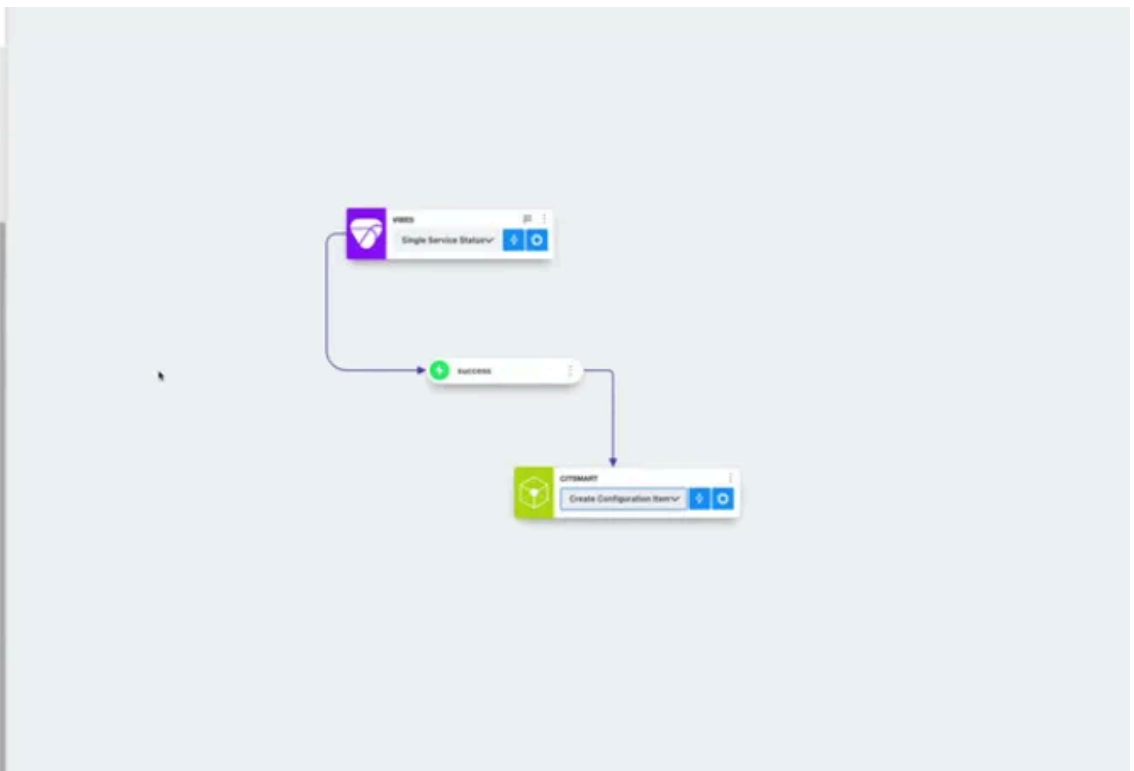 VIBES
Single Service Status
success
CITSMART
Create Configuration Item